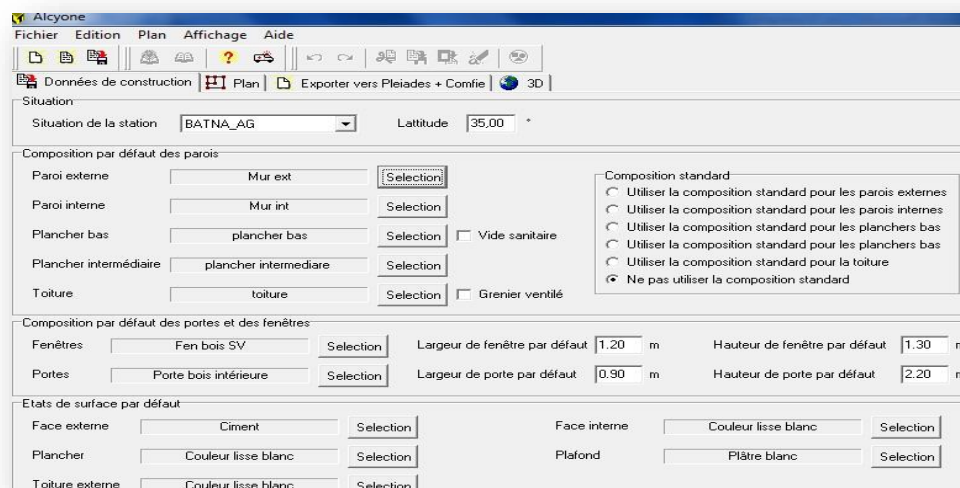 Alcyone
Fichier Edition Plan Affichage Aide
Données de construction Plan Exporter vers Pleiades + Comfie 3D
Situation
Situation de la station BATNA_AG Lattitude 35,00 °
Composition par défaut des parois
Paroi externe Mur ext Selection
Paroi interne Mur int Selection
Plancher bas plancher bas Selection Vide sanitaire
Plancher intermédiaire plancher intermediare Selection
Toiture toiture Selection Grenier ventilé
Composition standard
Utiliser la composition standard pour les parois externes
Utiliser la composition standard pour les parois internes
Utiliser la composition standard pour les planchers bas
Utiliser la composition standard pour les planchers bas
Utiliser la composition standard pour la toiture
Ne pas utiliser la composition standard
Composition par défaut des portes et des fenêtres
Fenêtres Fen bois SV Selection Largeur de fenêtre par défaut 1.20 m Hauteur de fenêtre par défaut 1.30 m
Portes Porte bois intérieure Selection Largeur de porte par défaut 0.90 m Hauteur de porte par défaut 2.20 m
Etats de surface par défaut
Face externe Ciment Selection Face interne Couleur lisse blanc Selection
Plancher Couleur lisse blanc Selection Plafond Plâtre blanc Selection
Toiture externe Couleur lisse blanc Selection